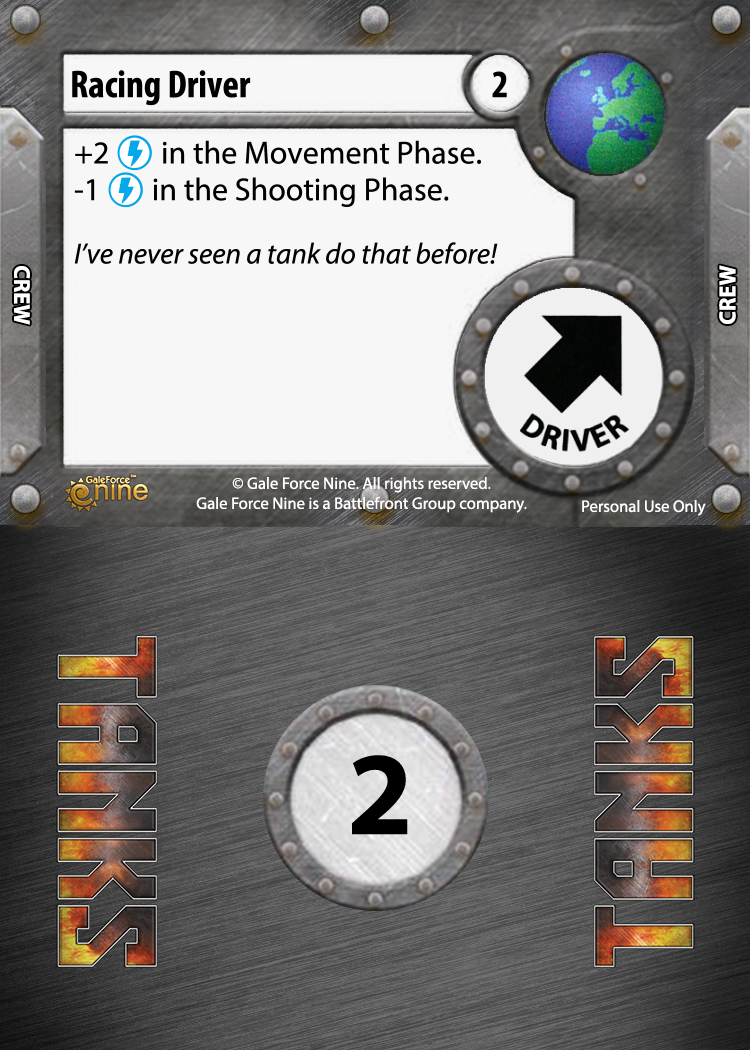 Racing Driver
2
+2 in the Movement Phase.
-1 in the Shooting Phase.
I've never seen a tank do that before!
CREW
CREW
DRIVER
GaleForce™
nine
© Gale Force Nine. All rights reserved.
Gale Force Nine is a Battlefront Group company.
Personal Use Only
TANKS
2
TANKS